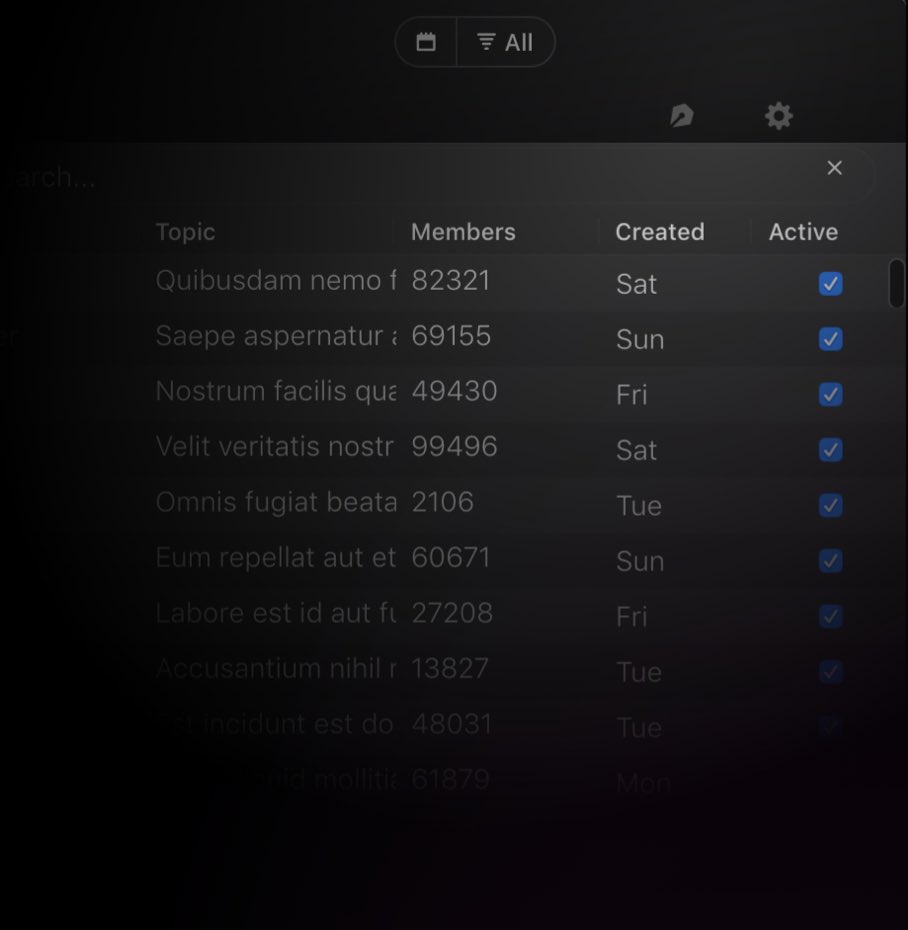 All
arch...
Topic Members Created Active
Quibusdam nemo f 82321 Sat
Saepe aspernatur a 69155 Sun
Nostrum facilis qua 49430 Fri
Velit veritatis nostr 99496 Sat
Omnis fugiat beata 2106 Tue
er
Eum repellat aut et 60671 Sun
Labore est id aut fu 27208 Fri
Accusantium nihil r 13827 Tue
Est incidunt est do 48031 Tue
mollitia 61879 Mon